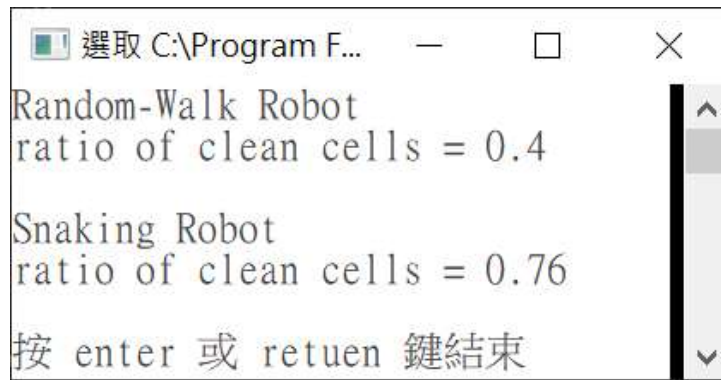 選取 C:\Program F...
Random-Walk Robot
ratio of clean cells = 0.4
Snaking Robot
ratio of clean cells = 0.76
按 enter 或 retuen 鍵結束